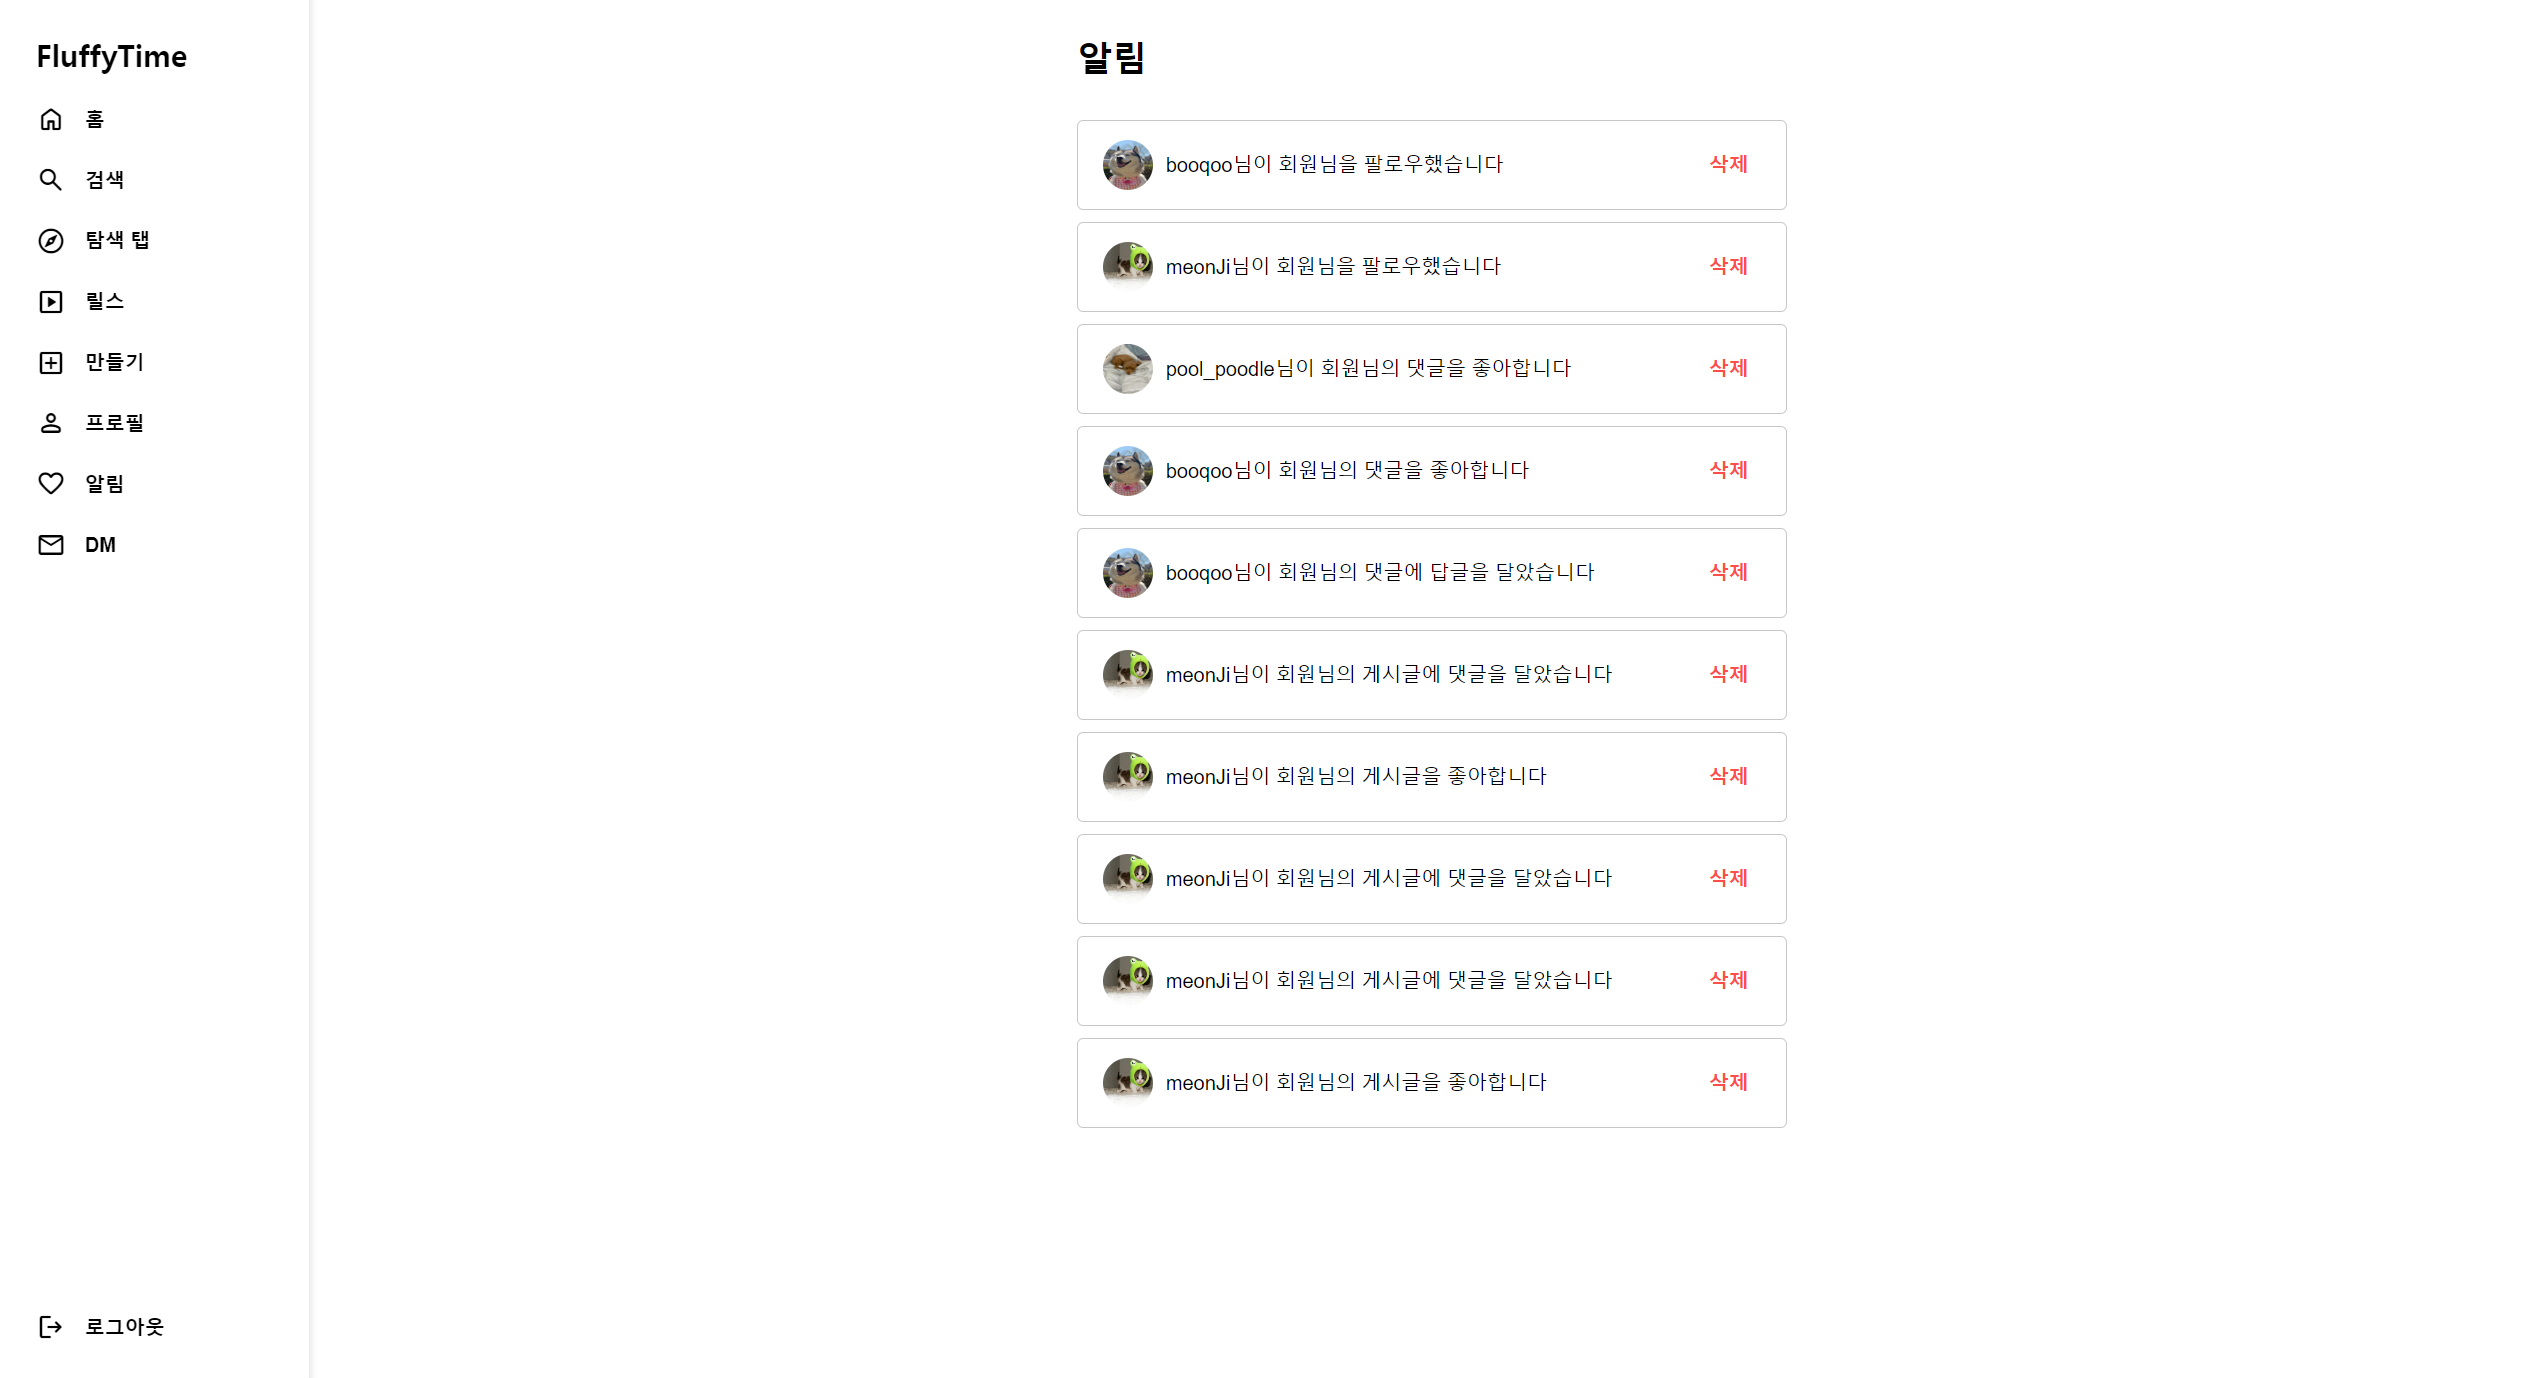 FluffyTime
홈
검색
탐색 탭
릴스
만들기
프로필
알림
DM
로그아웃
알림
booqoo님이 회원님을 팔로우했습니다 삭제
meonJi님이 회원님을 팔로우했습니다 삭제
pool_poodle님이 회원님의 댓글을 좋아합니다 삭제
booqoo님이 회원님의 댓글을 좋아합니다 삭제
booqoo님이 회원님의 댓글에 답글을 달았습니다 삭제
meonJi님이 회원님의 게시글에 댓글을 달았습니다 삭제
meonJi님이 회원님의 게시글을 좋아합니다 삭제
meonJi님이 회원님의 게시글에 댓글을 달았습니다 삭제
meonJi님이 회원님의 게시글에 댓글을 달았습니다 삭제
meonJi님이 회원님의 게시글을 좋아합니다 삭제